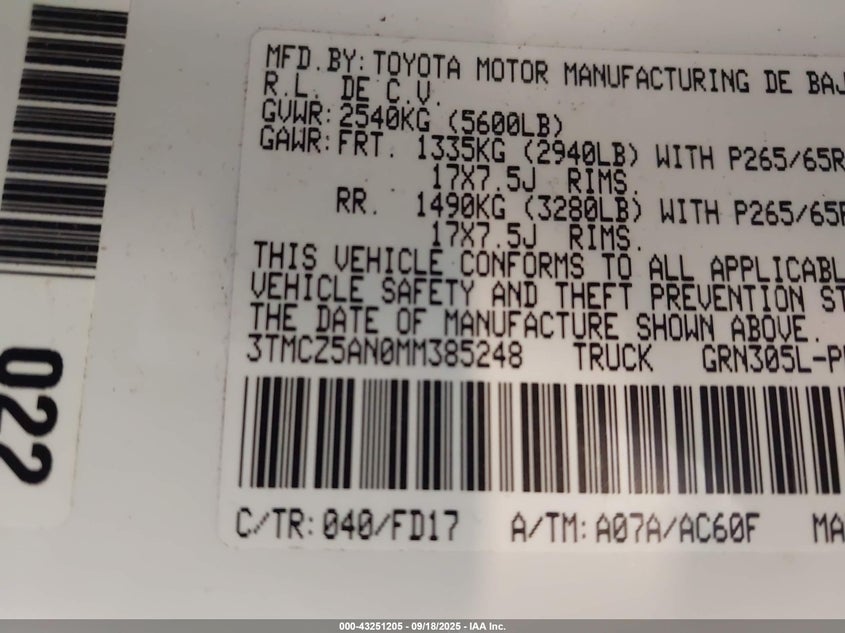 MFD.BY: TOYOTA MOTOR MANUFACTURING DE BAJ
R.L. DE C.V.
GVWR: 2540KG (5600LB)
GAWR: FRT. 1335KG (2940LB) WITH P265/65R
17X7.5J RIMS.
RR. 1490KG (3280LB) WITH P265/65R
17X7.5J RIMS.
THIS VEHICLE CONFORMS TO ALL APPLICABL
VEHICLE SAFETY AND THEFT PREVENTION ST
THE DATE OF MANUFACTURE SHOWN ABOVE.
3TMCZ5AN0MM385248 TRUCK GRN305L-P
C/TR: 040/FD17 A/TM: A07A/AC60F MA
022
000-43251205 - 09/18/2025 - IAA Inc.